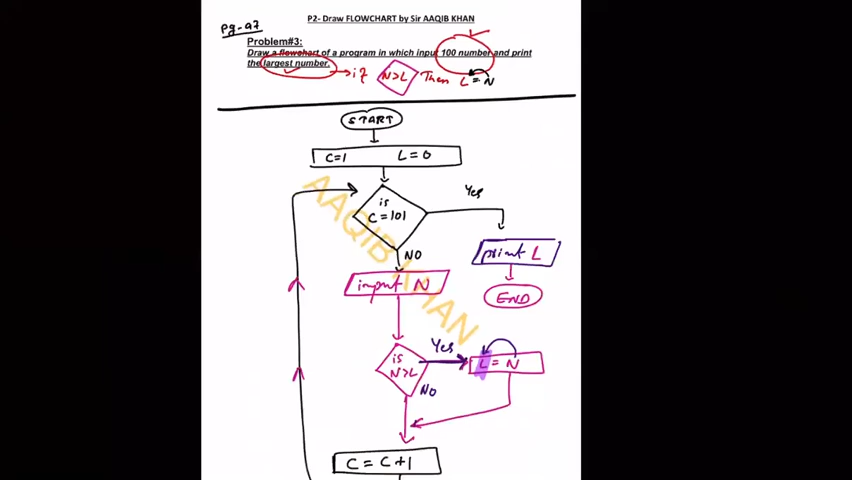 P2- Draw FLOWCHART by Sir AAQIB KHAN
pg-97
Problem#3:
Draw a flowchart of a program in which input 100 number and print
the largest number.
→ if N>L Then L = N
START
C=1 L=0
is
C=101
Yes
NO
print L
END
input N
is
N>L
Yes
NO
L = N
C = C+1
AAQIB KHAN